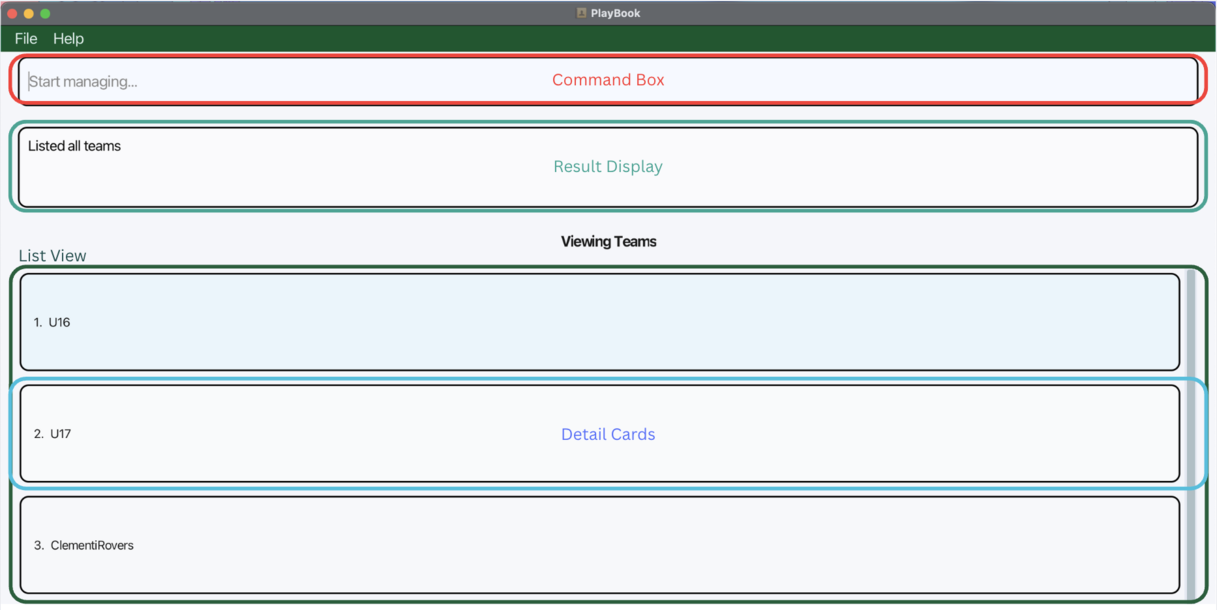 PlayBook
File Help
Start managing... Command Box
Listed all teams
Result Display
Viewing Teams
List View
1. U16
2. U17 Detail Cards
3. ClementiRovers